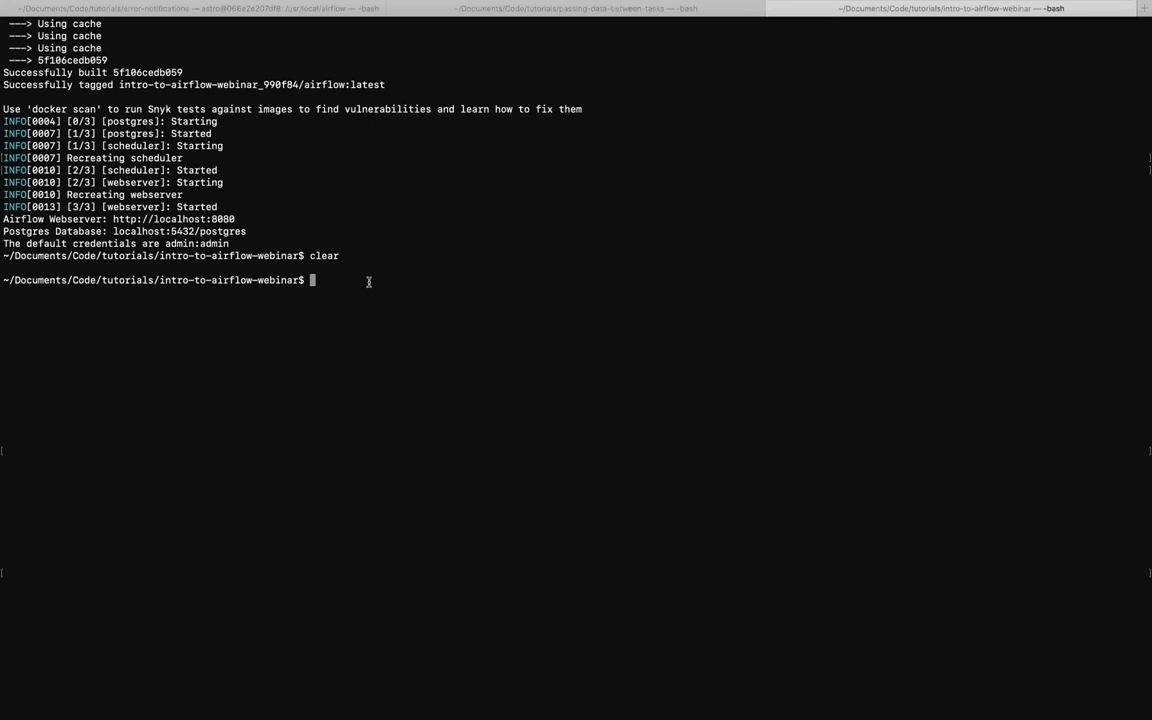 ~/Documents/Code/tutorials/error-notifications — astro@066e2e207df8: /usr/local/airflow — -bash
~/Documents/Code/tutorials/passing-data-between-tasks — -bash
~/Documents/Code/tutorials/intro-to-airflow-webinar — -bash
+
---> Using cache
---> Using cache
---> Using cache
---> 5f106cedb059
Successfully built 5f106cedb059
Successfully tagged intro-to-airflow-webinar_990f84/airflow:latest
Use 'docker scan' to run Snyk tests against images to find vulnerabilities and learn how to fix them
INFO[0004] [0/3] [postgres]: Starting
INFO[0007] [1/3] [postgres]: Started
INFO[0007] [1/3] [scheduler]: Starting
INFO[0007] Recreating scheduler
INFO[0010] [2/3] [scheduler]: Started
INFO[0010] [2/3] [webserver]: Starting
INFO[0010] Recreating webserver
INFO[0013] [3/3] [webserver]: Started
Airflow Webserver: http://localhost:8080
Postgres Database: localhost:5432/postgres
The default credentials are admin:admin
~/Documents/Code/tutorials/intro-to-airflow-webinar$ clear
~/Documents/Code/tutorials/intro-to-airflow-webinar$